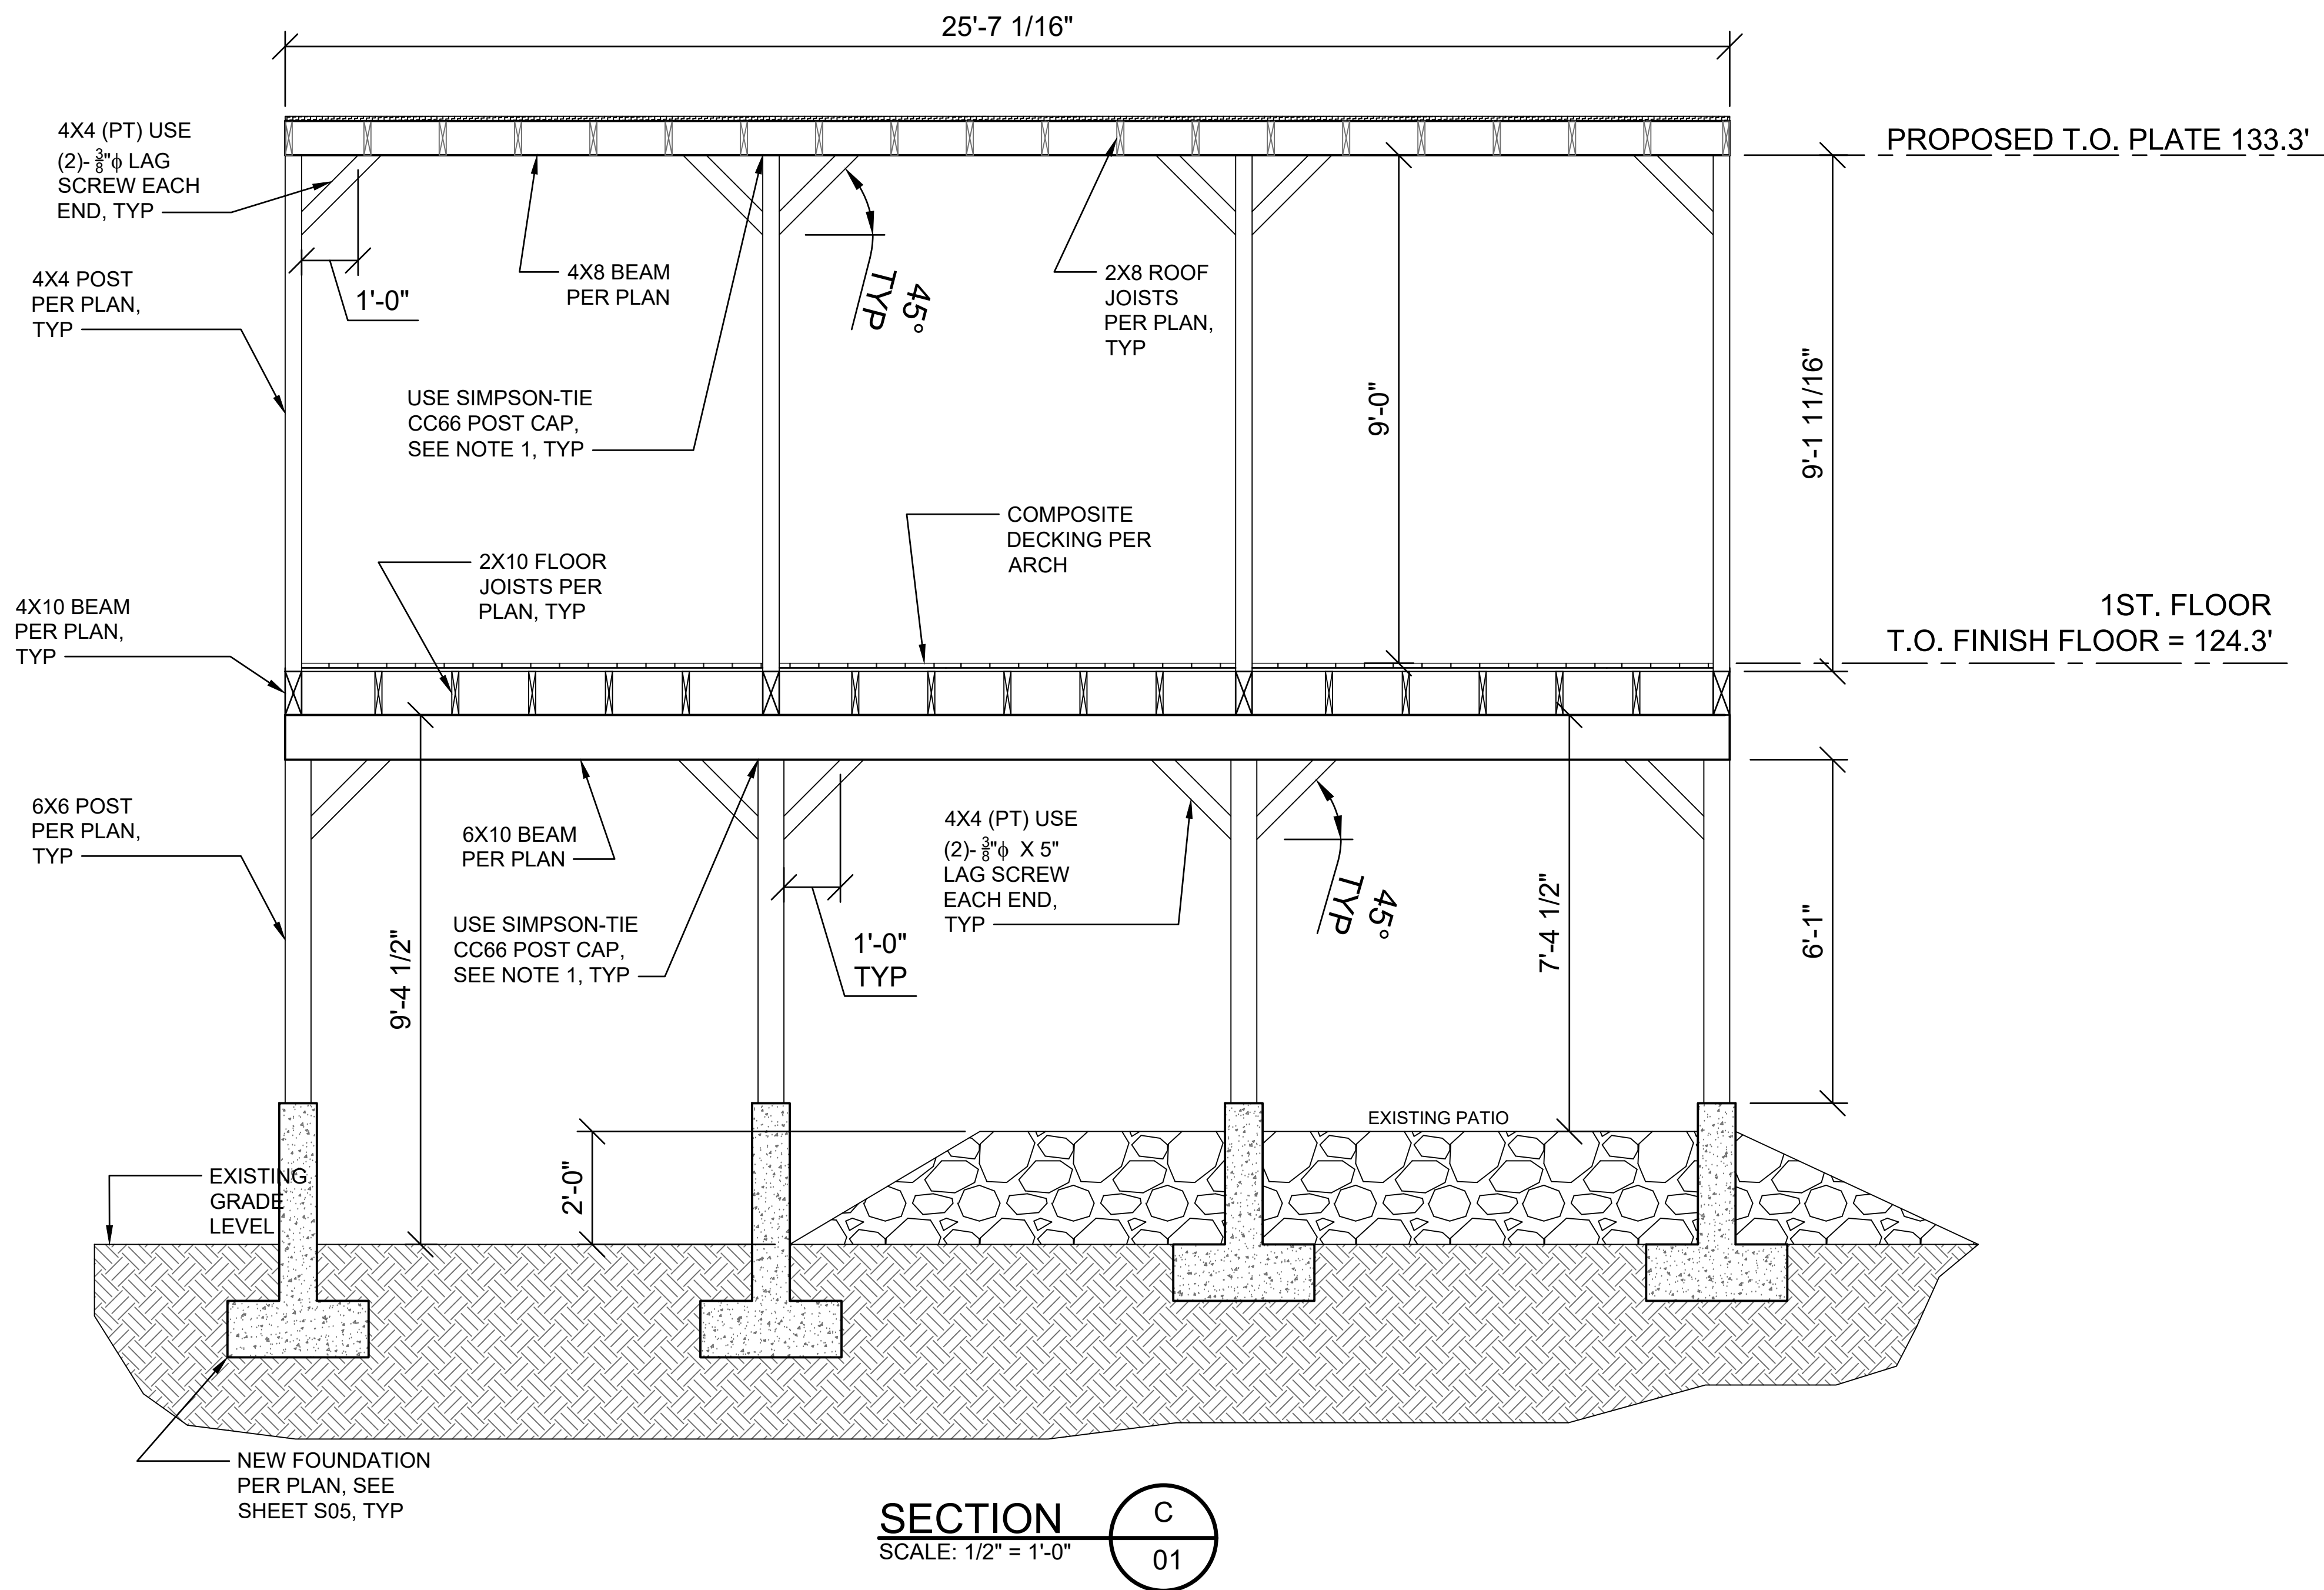 25'-7 1/16"
4X4 (PT) USE
(2)- 3/8"ϕ LAG
SCREW EACH
END, TYP
PROPOSED T.O. PLATE 133.3'
4X4 POST
PER PLAN,
TYP
1'-0"
4X8 BEAM
PER PLAN
45°
TYP
2X8 ROOF
JOISTS
PER PLAN,
TYP
USE SIMPSON-TIE
CC66 POST CAP,
SEE NOTE 1, TYP
9'-0"
9'-1 11/16"
COMPOSITE
DECKING PER
ARCH
2X10 FLOOR
JOISTS PER
PLAN, TYP
4X10 BEAM
PER PLAN,
TYP
1ST. FLOOR
T.O. FINISH FLOOR = 124.3'
6X6 POST
PER PLAN,
TYP
6X10 BEAM
PER PLAN
4X4 (PT) USE
(2)- 3/8"ϕ X 5"
LAG SCREW
EACH END,
TYP
45°
TYP
9'-4 1/2"
USE SIMPSON-TIE
CC66 POST CAP,
SEE NOTE 1, TYP
1'-0"
TYP
7'-4 1/2"
6'-1"
EXISTING PATIO
2'-0"
EXISTING
GRADE
LEVEL
NEW FOUNDATION
PER PLAN, SEE
SHEET S05, TYP
SECTION
SCALE: 1/2" = 1'-0"
C
01